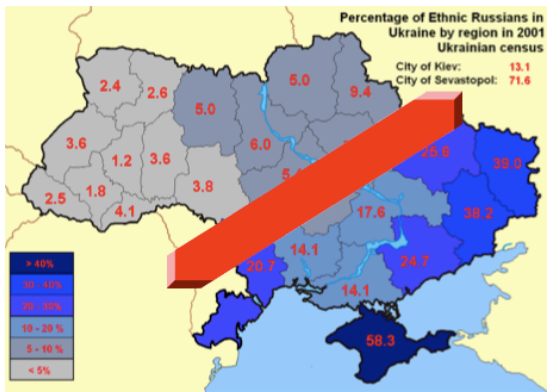 Percentage of Ethnic Russians in
Ukraine by region in 2001
Ukrainian census
City of Kiev: 13.1
City of Sevastopol: 71.6
2.4
2.6
5.0
5.0
9.4
3.6
1.2
3.6
6.0
25.6
39.0
2.5
1.8
4.1
3.8
17.6
38.2
20.7
14.1
24.7
14.1
58.3
> 40%
30 - 40%
20 - 30%
10 - 20 %
5 - 10 %
< 5%